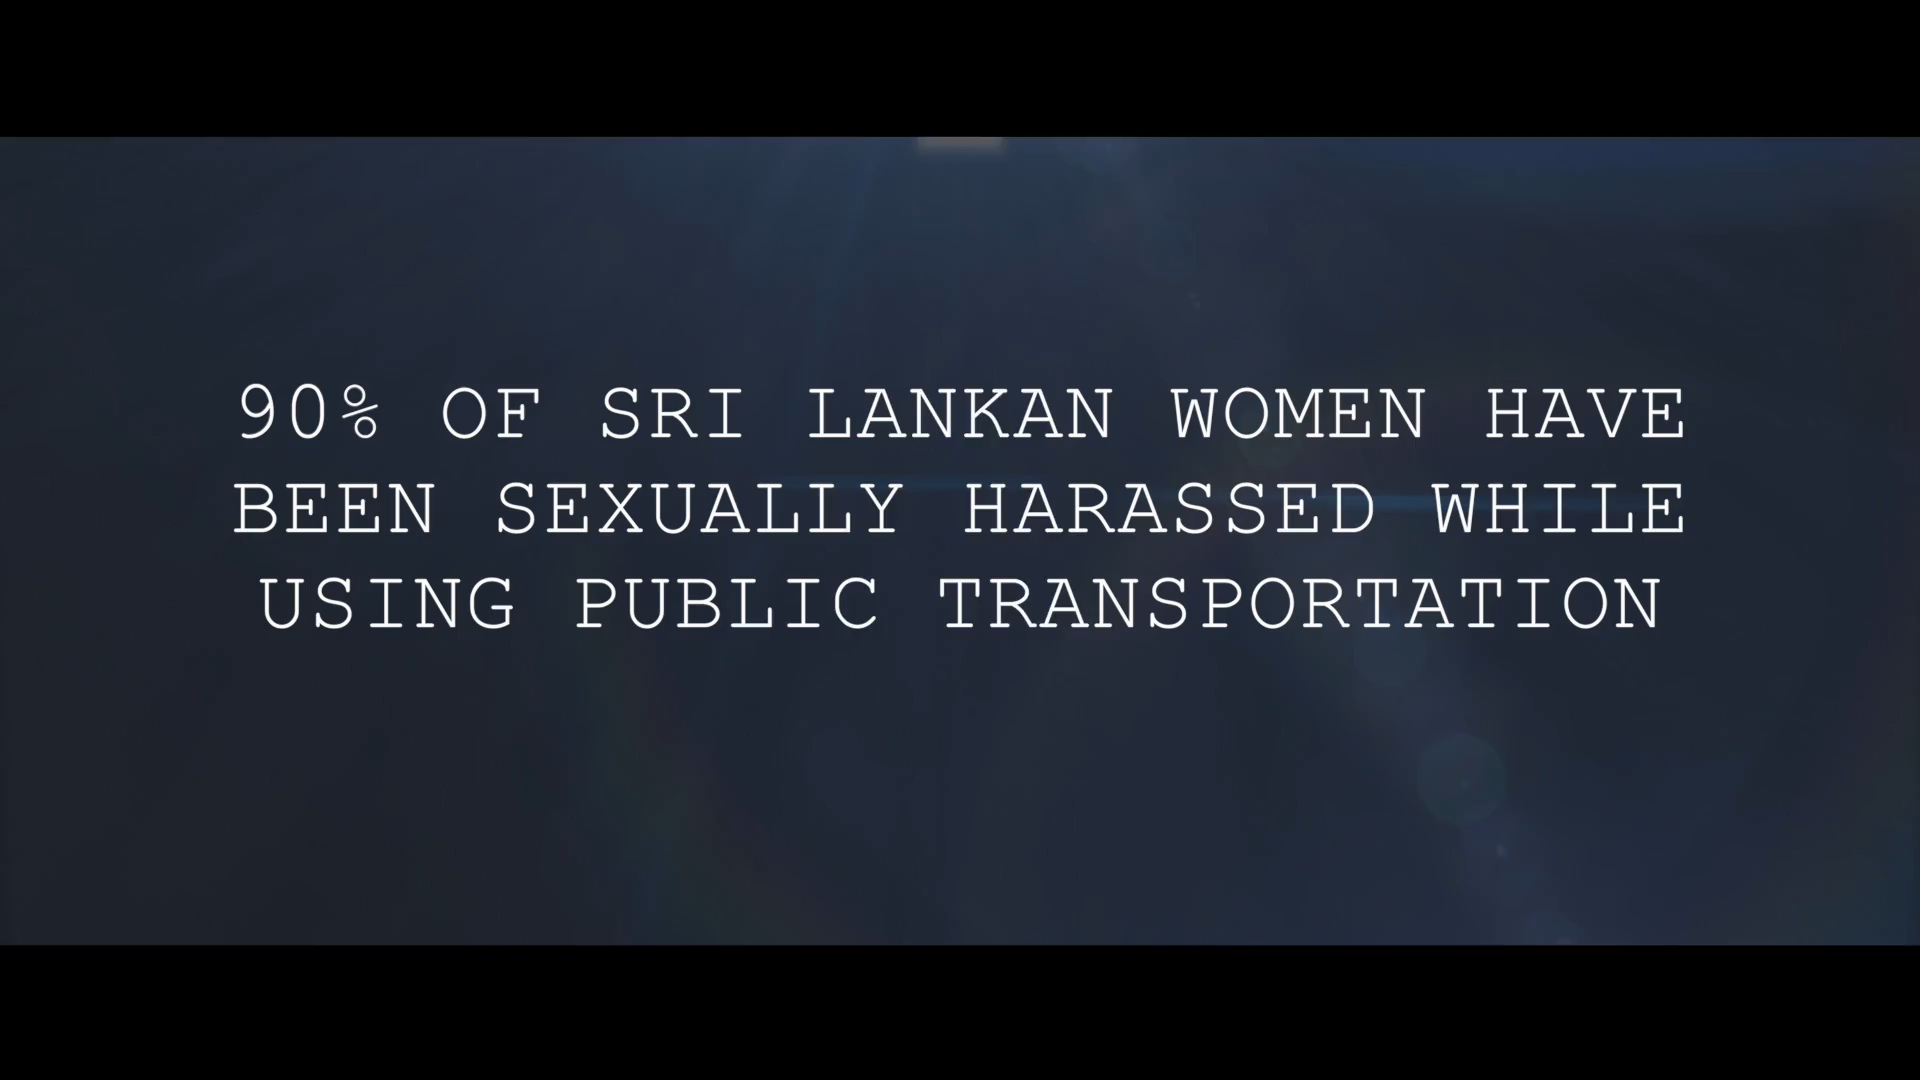 90% OF SRI LANKAN WOMEN HAVE
BEEN SEXUALLY HARASSED WHILE
USING PUBLIC TRANSPORTATION